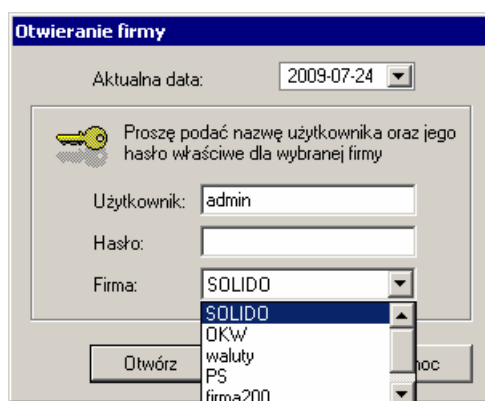 Otwieranie firmy
Aktualna data: 2009-07-24
Proszę podać nazwę użytkownika oraz jego
hasło właściwe dla wybranej firmy
Użytkownik: admin
Hasło:
Firma: SOLIDO
SOLIDO
OKW
waluty
PS
firma200
Otwórz